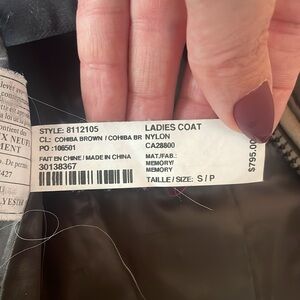 STYLE: 8112105
LADIES COAT
CL: COHIBA BROWN / COHIBA BR
NYLON
PO :106501
CA28800
FAIT EN CHINE / MADE IN CHINA
MAT./FAB.:
30138367
MEMORY/
MEMORY
TAILLE / SIZE: S / P
$795.00